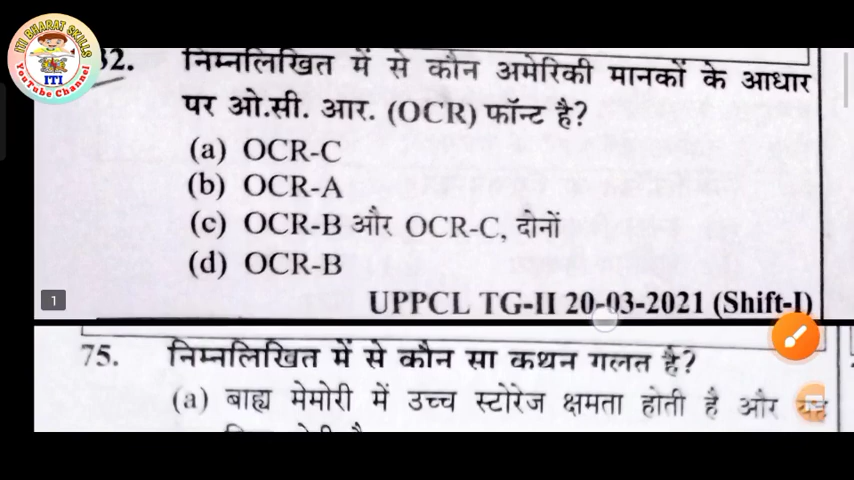 ITI BHARAT SKILLS
ITI
YouTube Channel
32. निम्नलिखित में से कौन अमेरिकी मानकों के आधार
पर ओ.सी. आर. (OCR) फॉन्ट है?
(a) OCR-C
(b) OCR-A
(c) OCR-B और OCR-C, दोनों
(d) OCR-B
UPPCL TG-II 20-03-2021 (Shift-I)
1
75. निम्नलिखित में से कौन सा कथन गलत है?
(a) बाह्य मेमोरी में उच्च स्टोरेज क्षमता होती है और यह